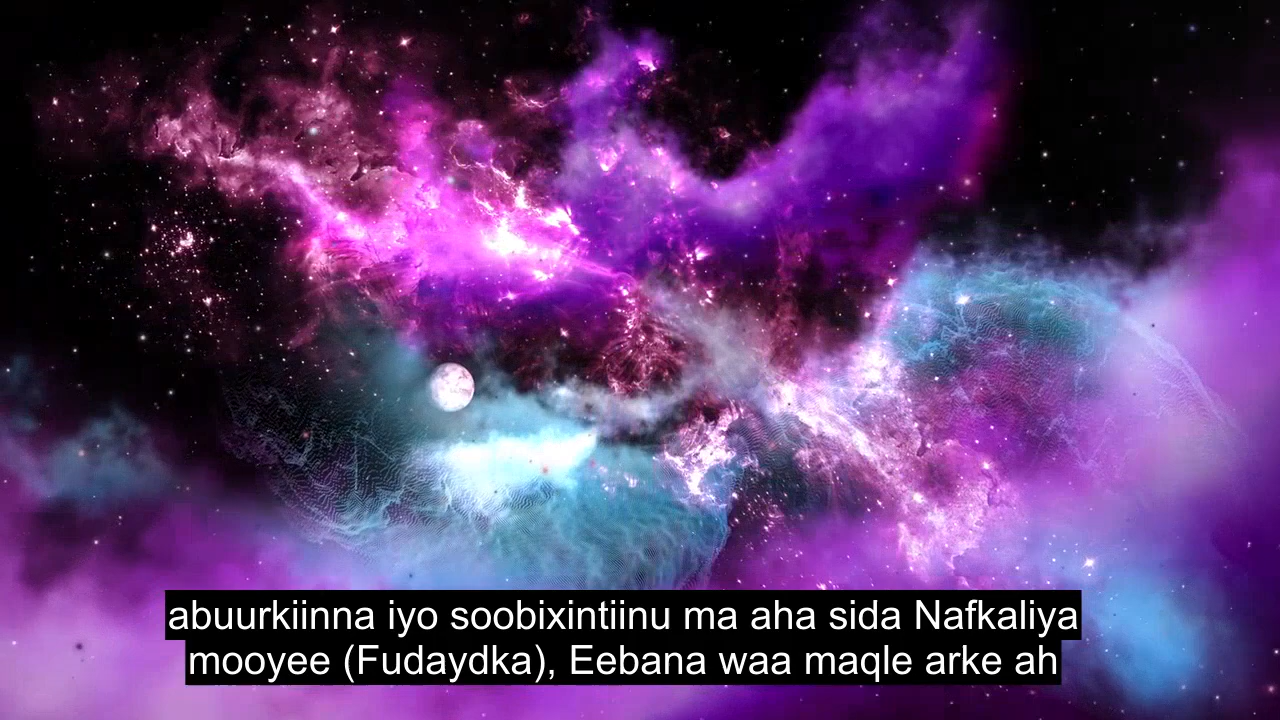 abuurkiinna iyo soobixintiinu ma aha sida Nafkaliya
mooyee (Fudaydka), Eebana waa maqle arke ah